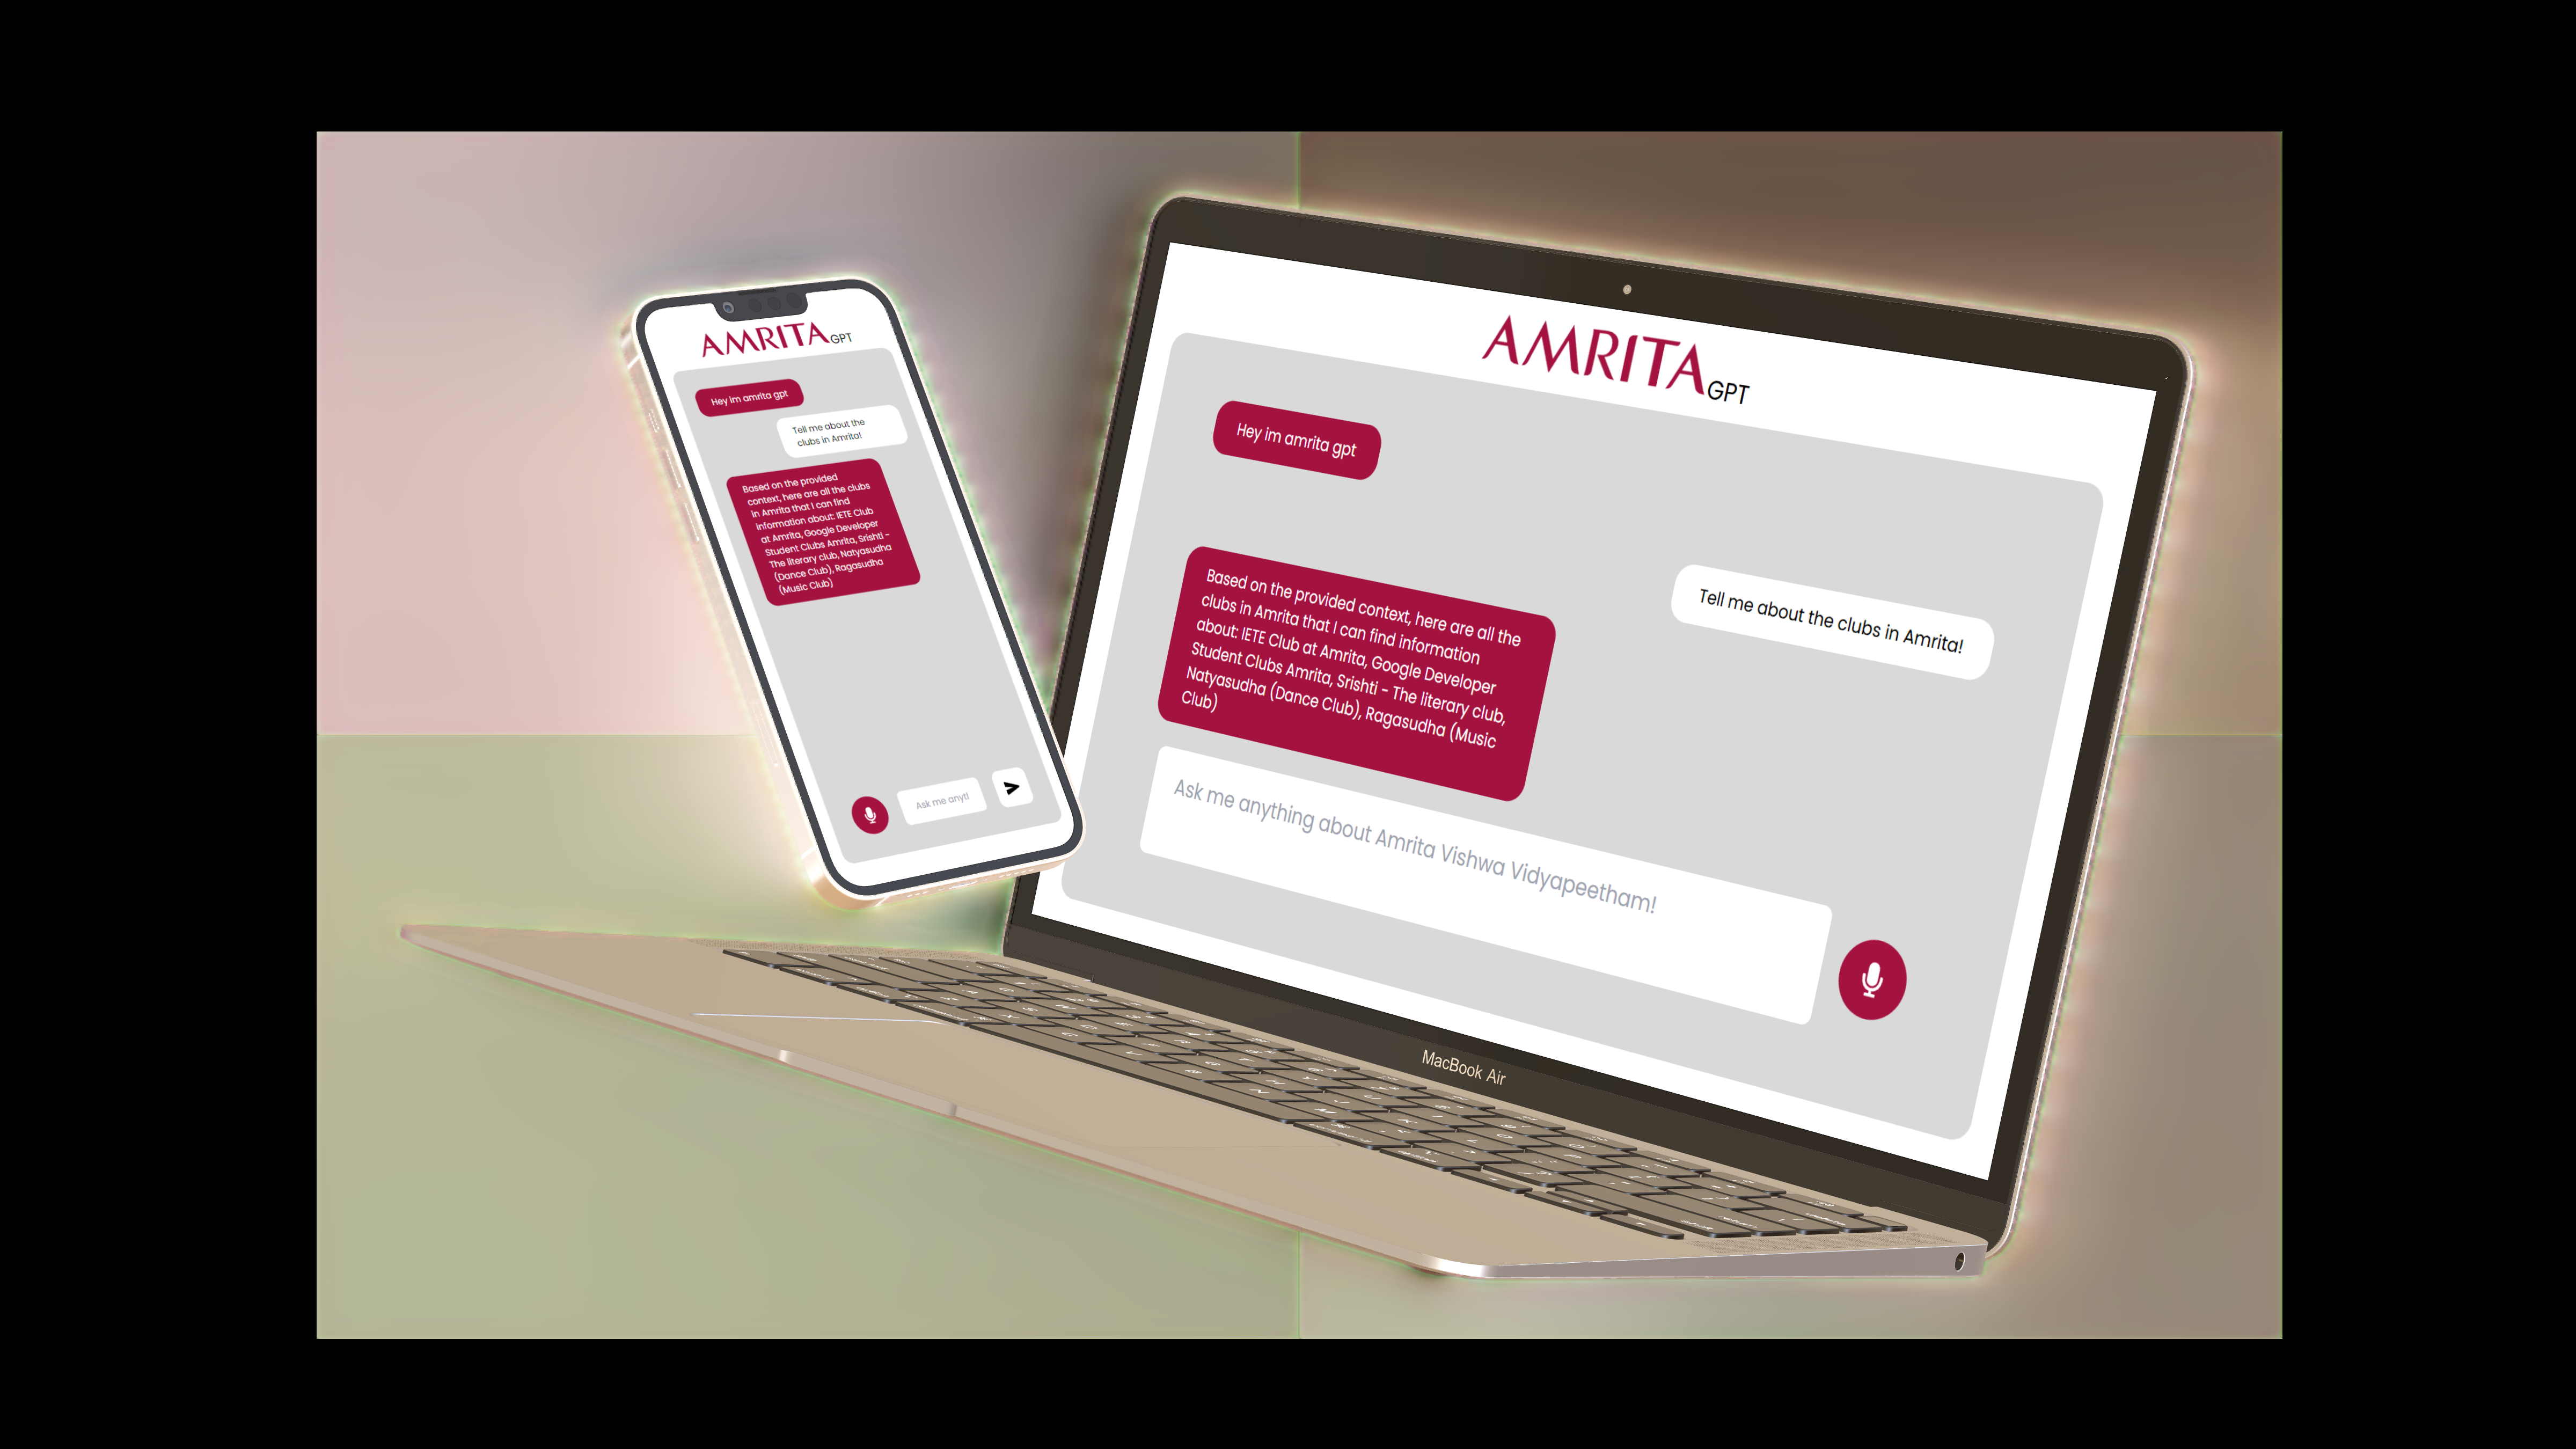 AMRITA GPT
Hey im amrita gpt
Tell me about the
clubs in Amrita!
Based on the provided
context, here are all the clubs
in Amrita that I can find
information about: IETE Club
at Amrita, Google Developer
Student Clubs Amrita, Srishti -
The literary club, Natyasudha
(Dance Club), Ragasudha
(Music Club)
Ask me anyt
AMRITA GPT
Hey im amrita gpt
Tell me about the clubs in Amrita!
Based on the provided context, here are all the
clubs in Amrita that I can find information
about: IETE Club at Amrita, Google Developer
Student Clubs Amrita, Srishti - The literary club,
Natyasudha (Dance Club), Ragasudha (Music
Club)
Ask me anything about Amrita Vishwa Vidyapeetham!
MacBook Air